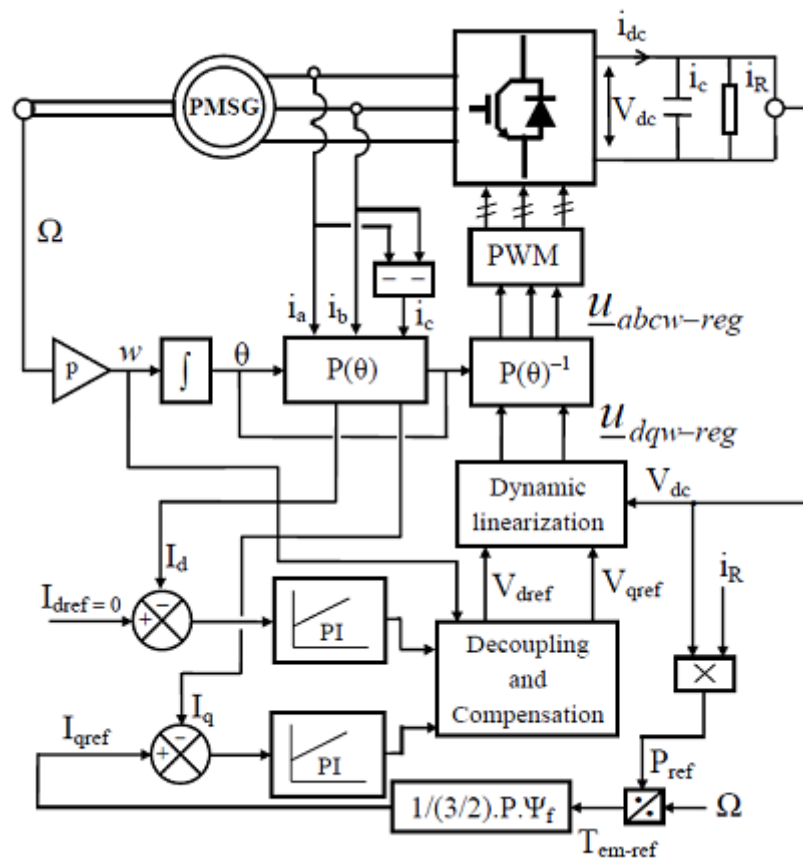 i_dc
PMSG
V_dc
i_c
i_R
Ω
PWM
− −
i_a
i_b
i_c
u_abcw−reg
p
w
∫
θ
P(θ)
P(θ)⁻¹
u_dqw−reg
Dynamic
linearization
V_dc
I_d
V_dref
V_qref
i_R
I_dref = 0
+
−
PI
Decoupling
and
Compensation
×
I_q
I_qref
+
−
PI
P_ref
1/(3/2).P.Ψ_f
Ω
T_em-ref